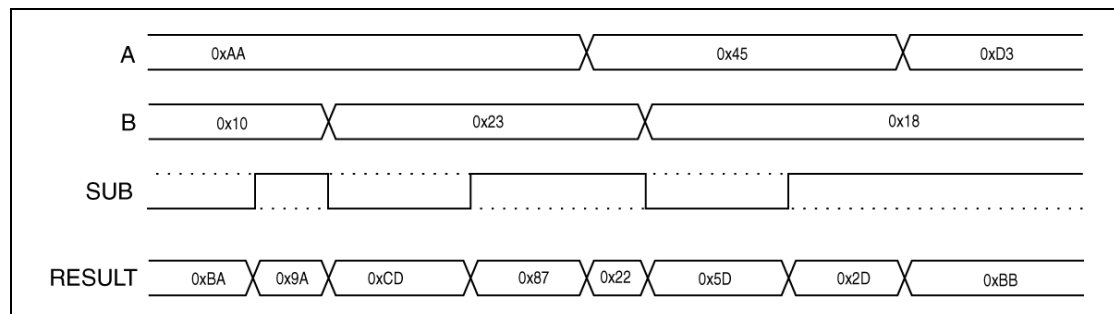 A 0xAA 0x45 0xD3
B 0x10 0x23 0x18
SUB
RESULT 0xBA 0x9A 0xCD 0x87 0x22 0x5D 0x2D 0xBB